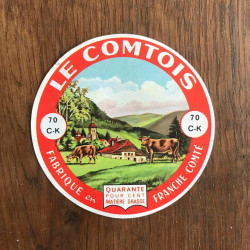 LE COMTOIS
70
C-K
70
C-K
FABRIQUÉ en FRANCHE COMTÉ
QUARANTE
POUR CENT
MATIÈRE GRASSE